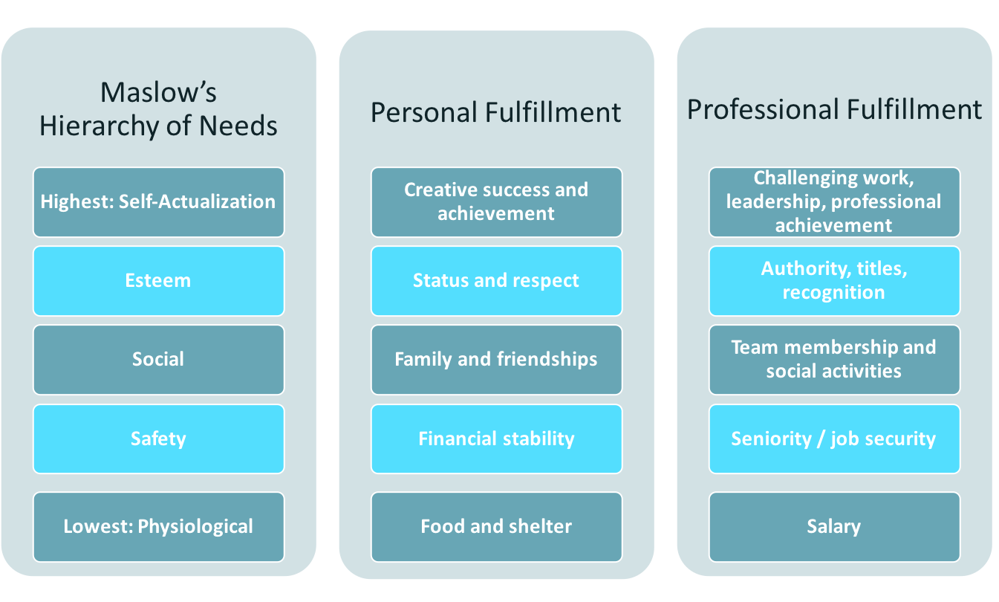 Maslow’s
Hierarchy of Needs
Highest: Self-Actualization
Esteem
Social
Safety
Lowest: Physiological
Personal Fulfillment
Creative success and
achievement
Status and respect
Family and friendships
Financial stability
Food and shelter
Professional Fulfillment
Challenging work,
leadership, professional
achievement
Authority, titles,
recognition
Team membership and
social activities
Seniority / job security
Salary